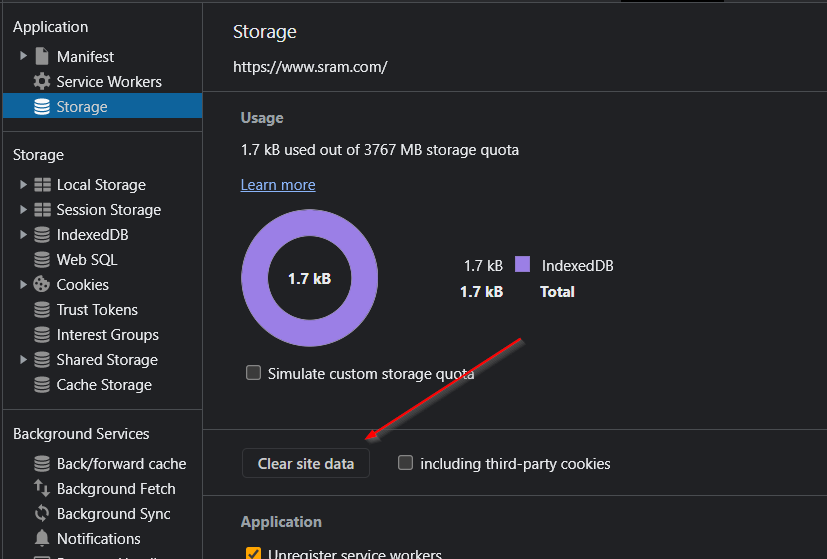 Application
Manifest
Service Workers
Storage
Storage
Local Storage
Session Storage
IndexedDB
Web SQL
Cookies
Trust Tokens
Interest Groups
Shared Storage
Cache Storage
Background Services
Back/forward cache
Background Fetch
Background Sync
Notifications
Storage
https://www.sram.com/
Usage
1.7 kB used out of 3767 MB storage quota
Learn more
1.7 kB
1.7 kB IndexedDB
1.7 kB Total
Simulate custom storage quota
Clear site data including third-party cookies
Application
Unregister service workers